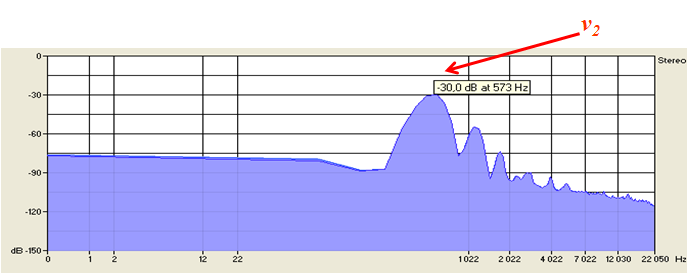 v2
0
Stereo
-30,0 dB at 573 Hz
-30
-60
-90
-120
dB -150
0 1 2 12 22 1 022 2 022 4 022 7 022 12 030 22 050 Hz